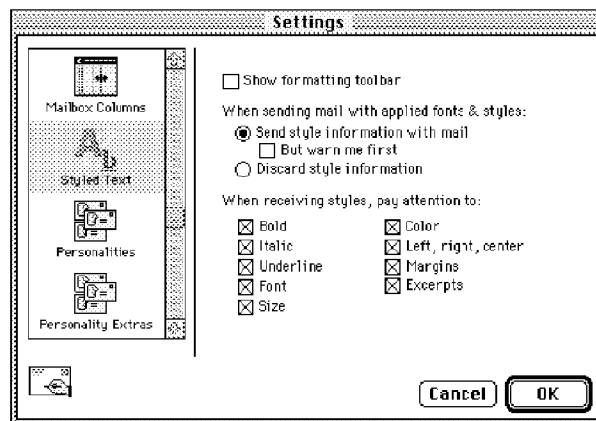 Settings
Mailbox Columns
Styled Text
Personalities
Personality Extras
Show formatting toolbar
When sending mail with applied fonts & styles:
Send style information with mail
But warn me first
Discard style information
When receiving styles, pay attention to:
Bold
Italic
Underline
Font
Size
Color
Left, right, center
Margins
Excerpts
Cancel
OK